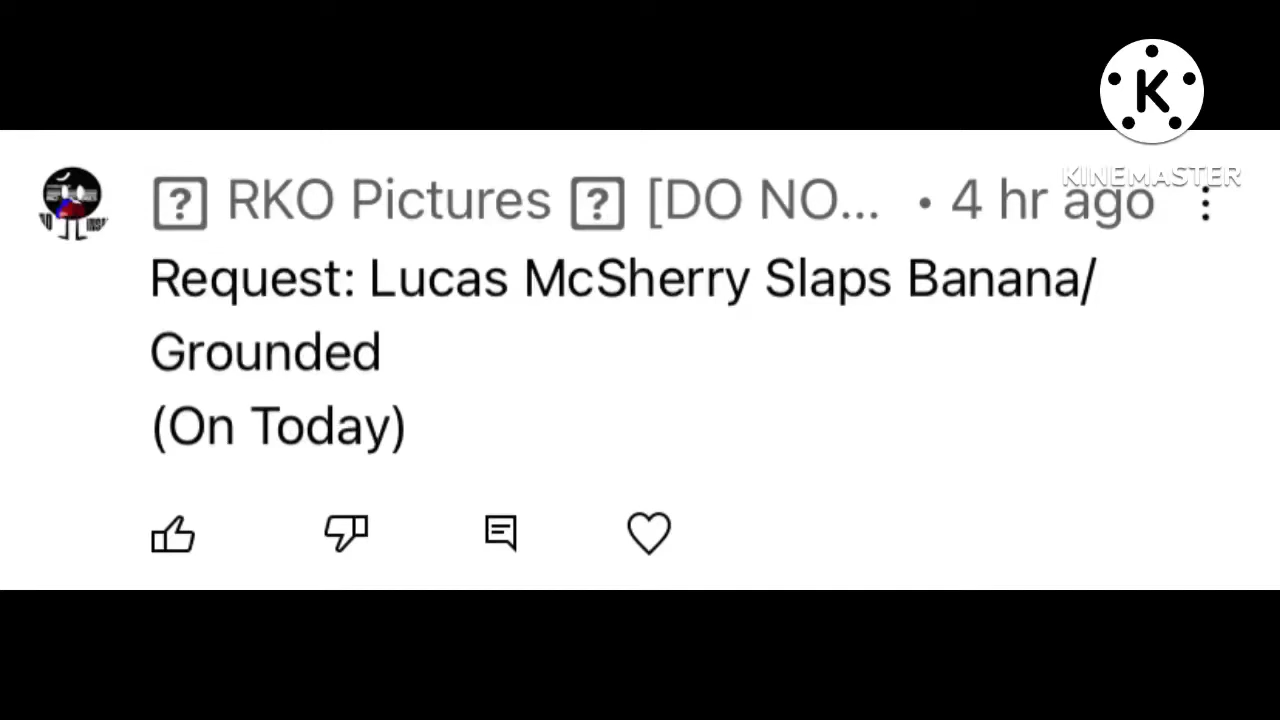 K
KINEMASTER
? RKO Pictures ? [DO NO... • 4 hr ago
Request: Lucas McSherry Slaps Banana/
Grounded
(On Today)